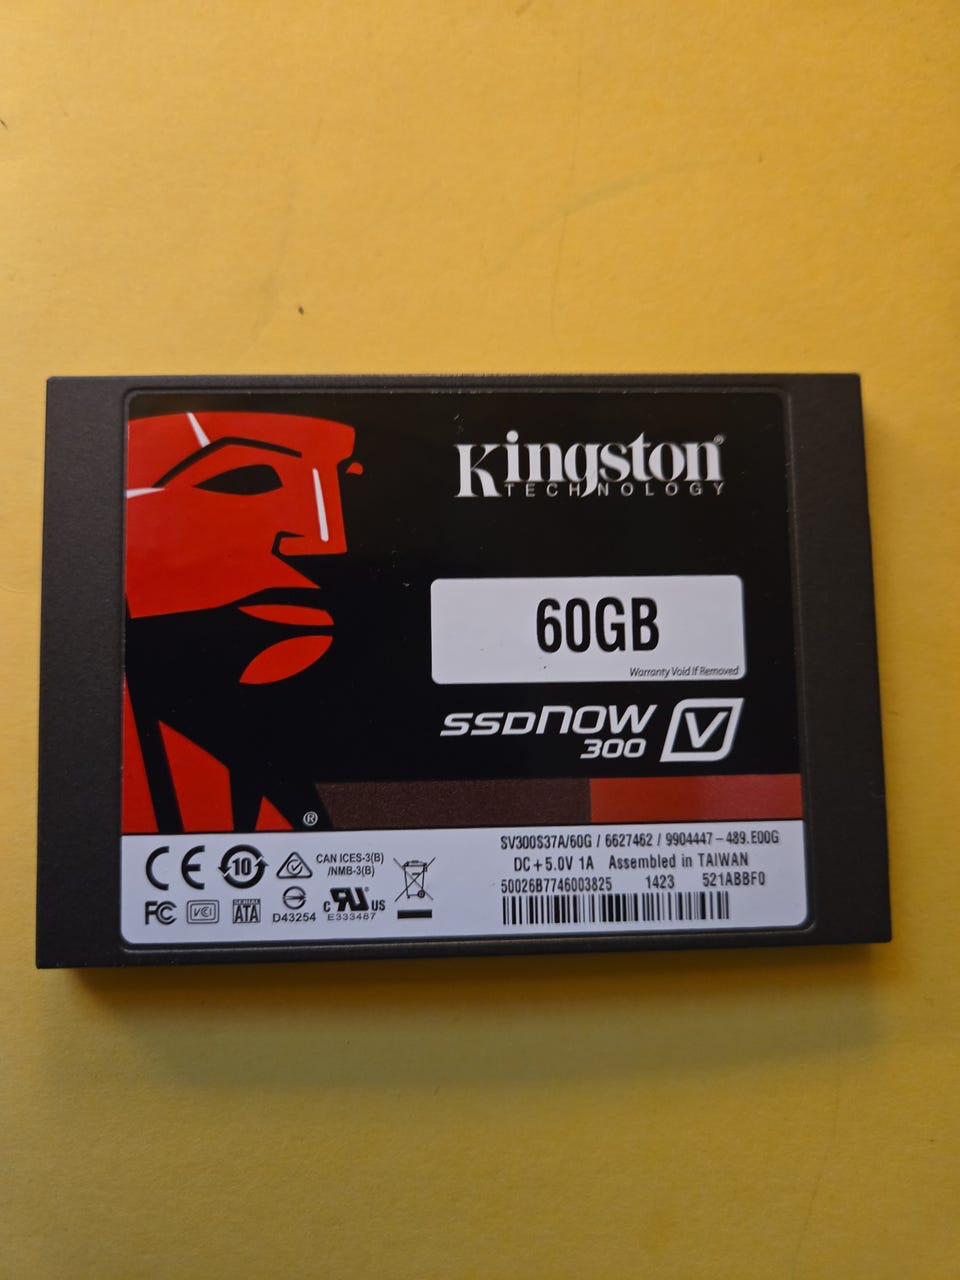 Kingston®
TECHNOLOGY
60GB
Warranty Void If Removed
SSDNOW
300 V
®
SV300S37A/60G / 6627462 / 9904447-489.E00G
DC+5.0V 1A Assembled in TAIWAN
50026B7746003825 1423 521ABBF0
CE 10 CAN ICES-3(B)
/NMB-3(B)
FC VCI SERIAL
ATA D43254 c RU US
E333487